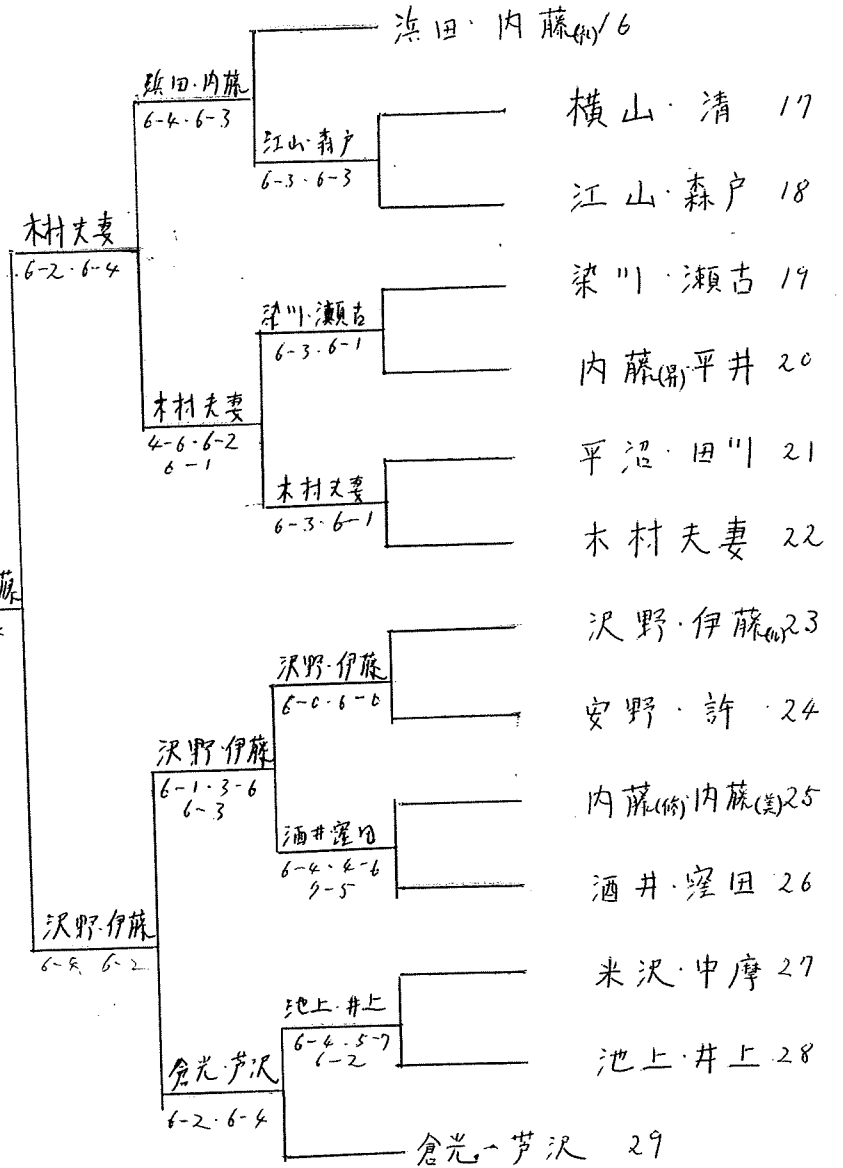 浜田・内藤 16
浜田・内藤
6-4・6-3
横山・清 17
江山・森戸
6-3・6-3
江山・森戸 18
木村夫妻
6-2・6-4
染川・瀬古 19
染川・瀬古
6-3・6-1
内藤(昇)・平井 20
木村夫妻
4-6・6-2
6-1
平沼・田川 21
木村夫妻
6-3・6-1
木村夫妻 22
藤
沢野・伊藤 23
沢野・伊藤
6-0・6-0
安野・許 24
沢野・伊藤
6-1・3-6
6-3
内藤(修)・内藤(美) 25
酒井・窪田
6-4・4-6
7-5
酒井・窪田 26
沢野・伊藤
6-4 6-2
米沢・中摩 27
池上・井上
6-4・5-7
6-2
池上・井上 28
倉光・芦沢
6-2・6-4
倉光・芦沢 29